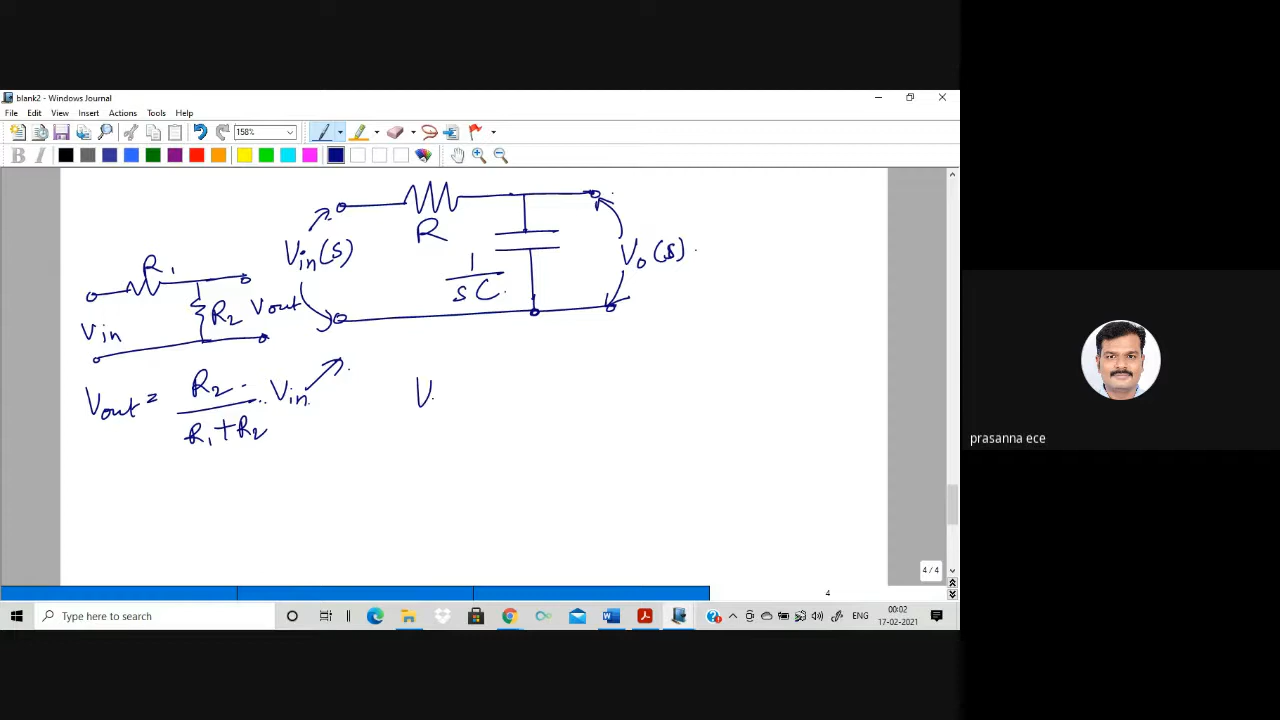 blank2 - Windows Journal
File Edit View Insert Actions Tools Help
158%
B I
R
Vin(s)
1
sC
Vo(s)
R1
R2
Vin
Vout
Vout = R2 / R1+R2 . Vin
V
prasanna ece
4 / 4
4
Type here to search
ENG
00:02
17-02-2021